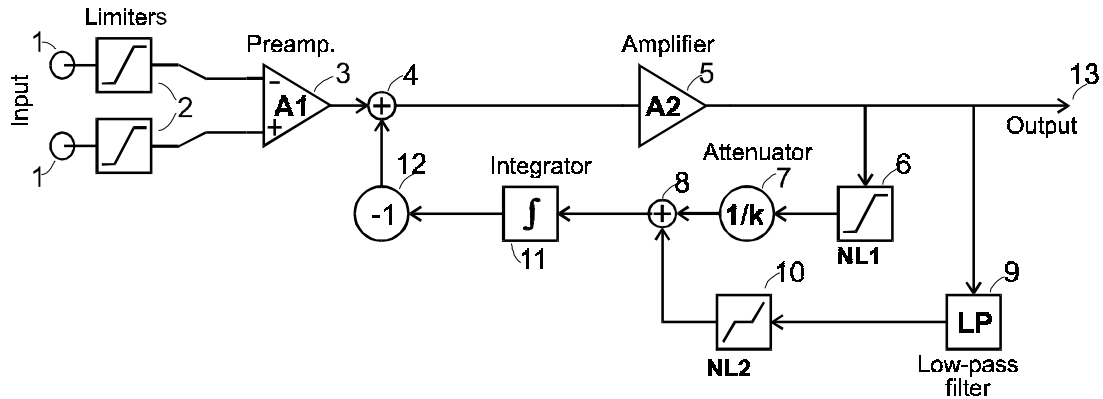 Limiters
1
Input
1
2
Preamp.
3
−
A1
+
4
+
Amplifier
5
A2
13
Output
12
-1
Integrator
∫
11
8
+
Attenuator
7
1/k
6
NL1
10
NL2
9
LP
Low-pass
filter